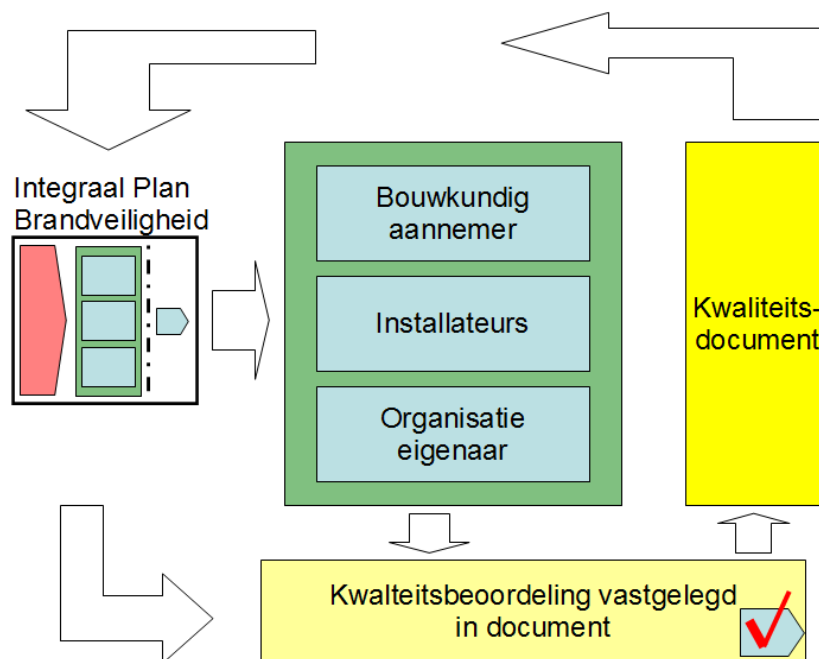 Integraal Plan
Brandveiligheid
Bouwkundig
aannemer
Installateurs
Organisatie
eigenaar
Kwaliteits-
document
Kwalteitsbeoordeling vastgelegd
in document